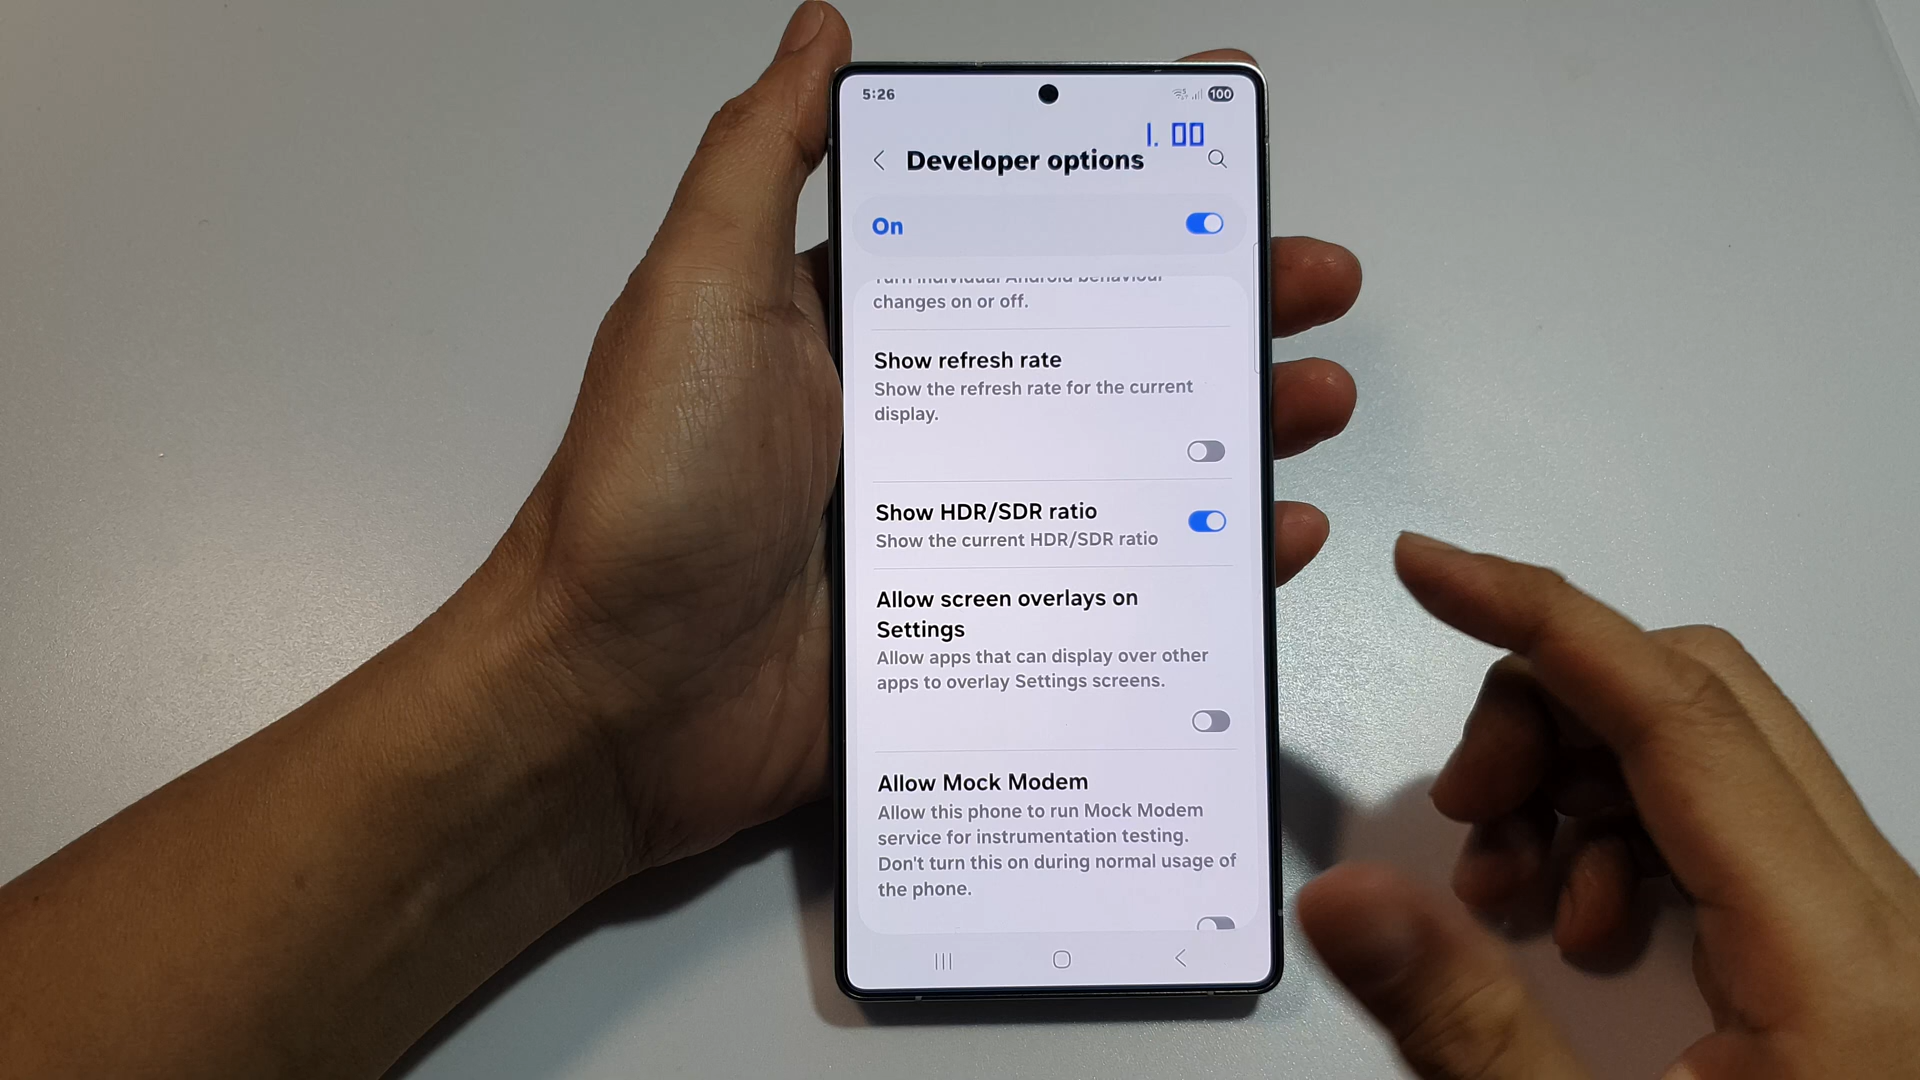 5:26
100
1.00
Developer options
On
Turn individual Android behaviour
changes on or off.
Show refresh rate
Show the refresh rate for the current
display.
Show HDR/SDR ratio
Show the current HDR/SDR ratio
Allow screen overlays on
Settings
Allow apps that can display over other
apps to overlay Settings screens.
Allow Mock Modem
Allow this phone to run Mock Modem
service for instrumentation testing.
Don't turn this on during normal usage of
the phone.